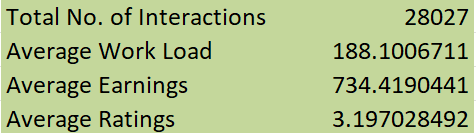 Total No. of Interactions 28027
Average Work Load 188.1006711
Average Earnings 734.4190441
Average Ratings 3.197028492